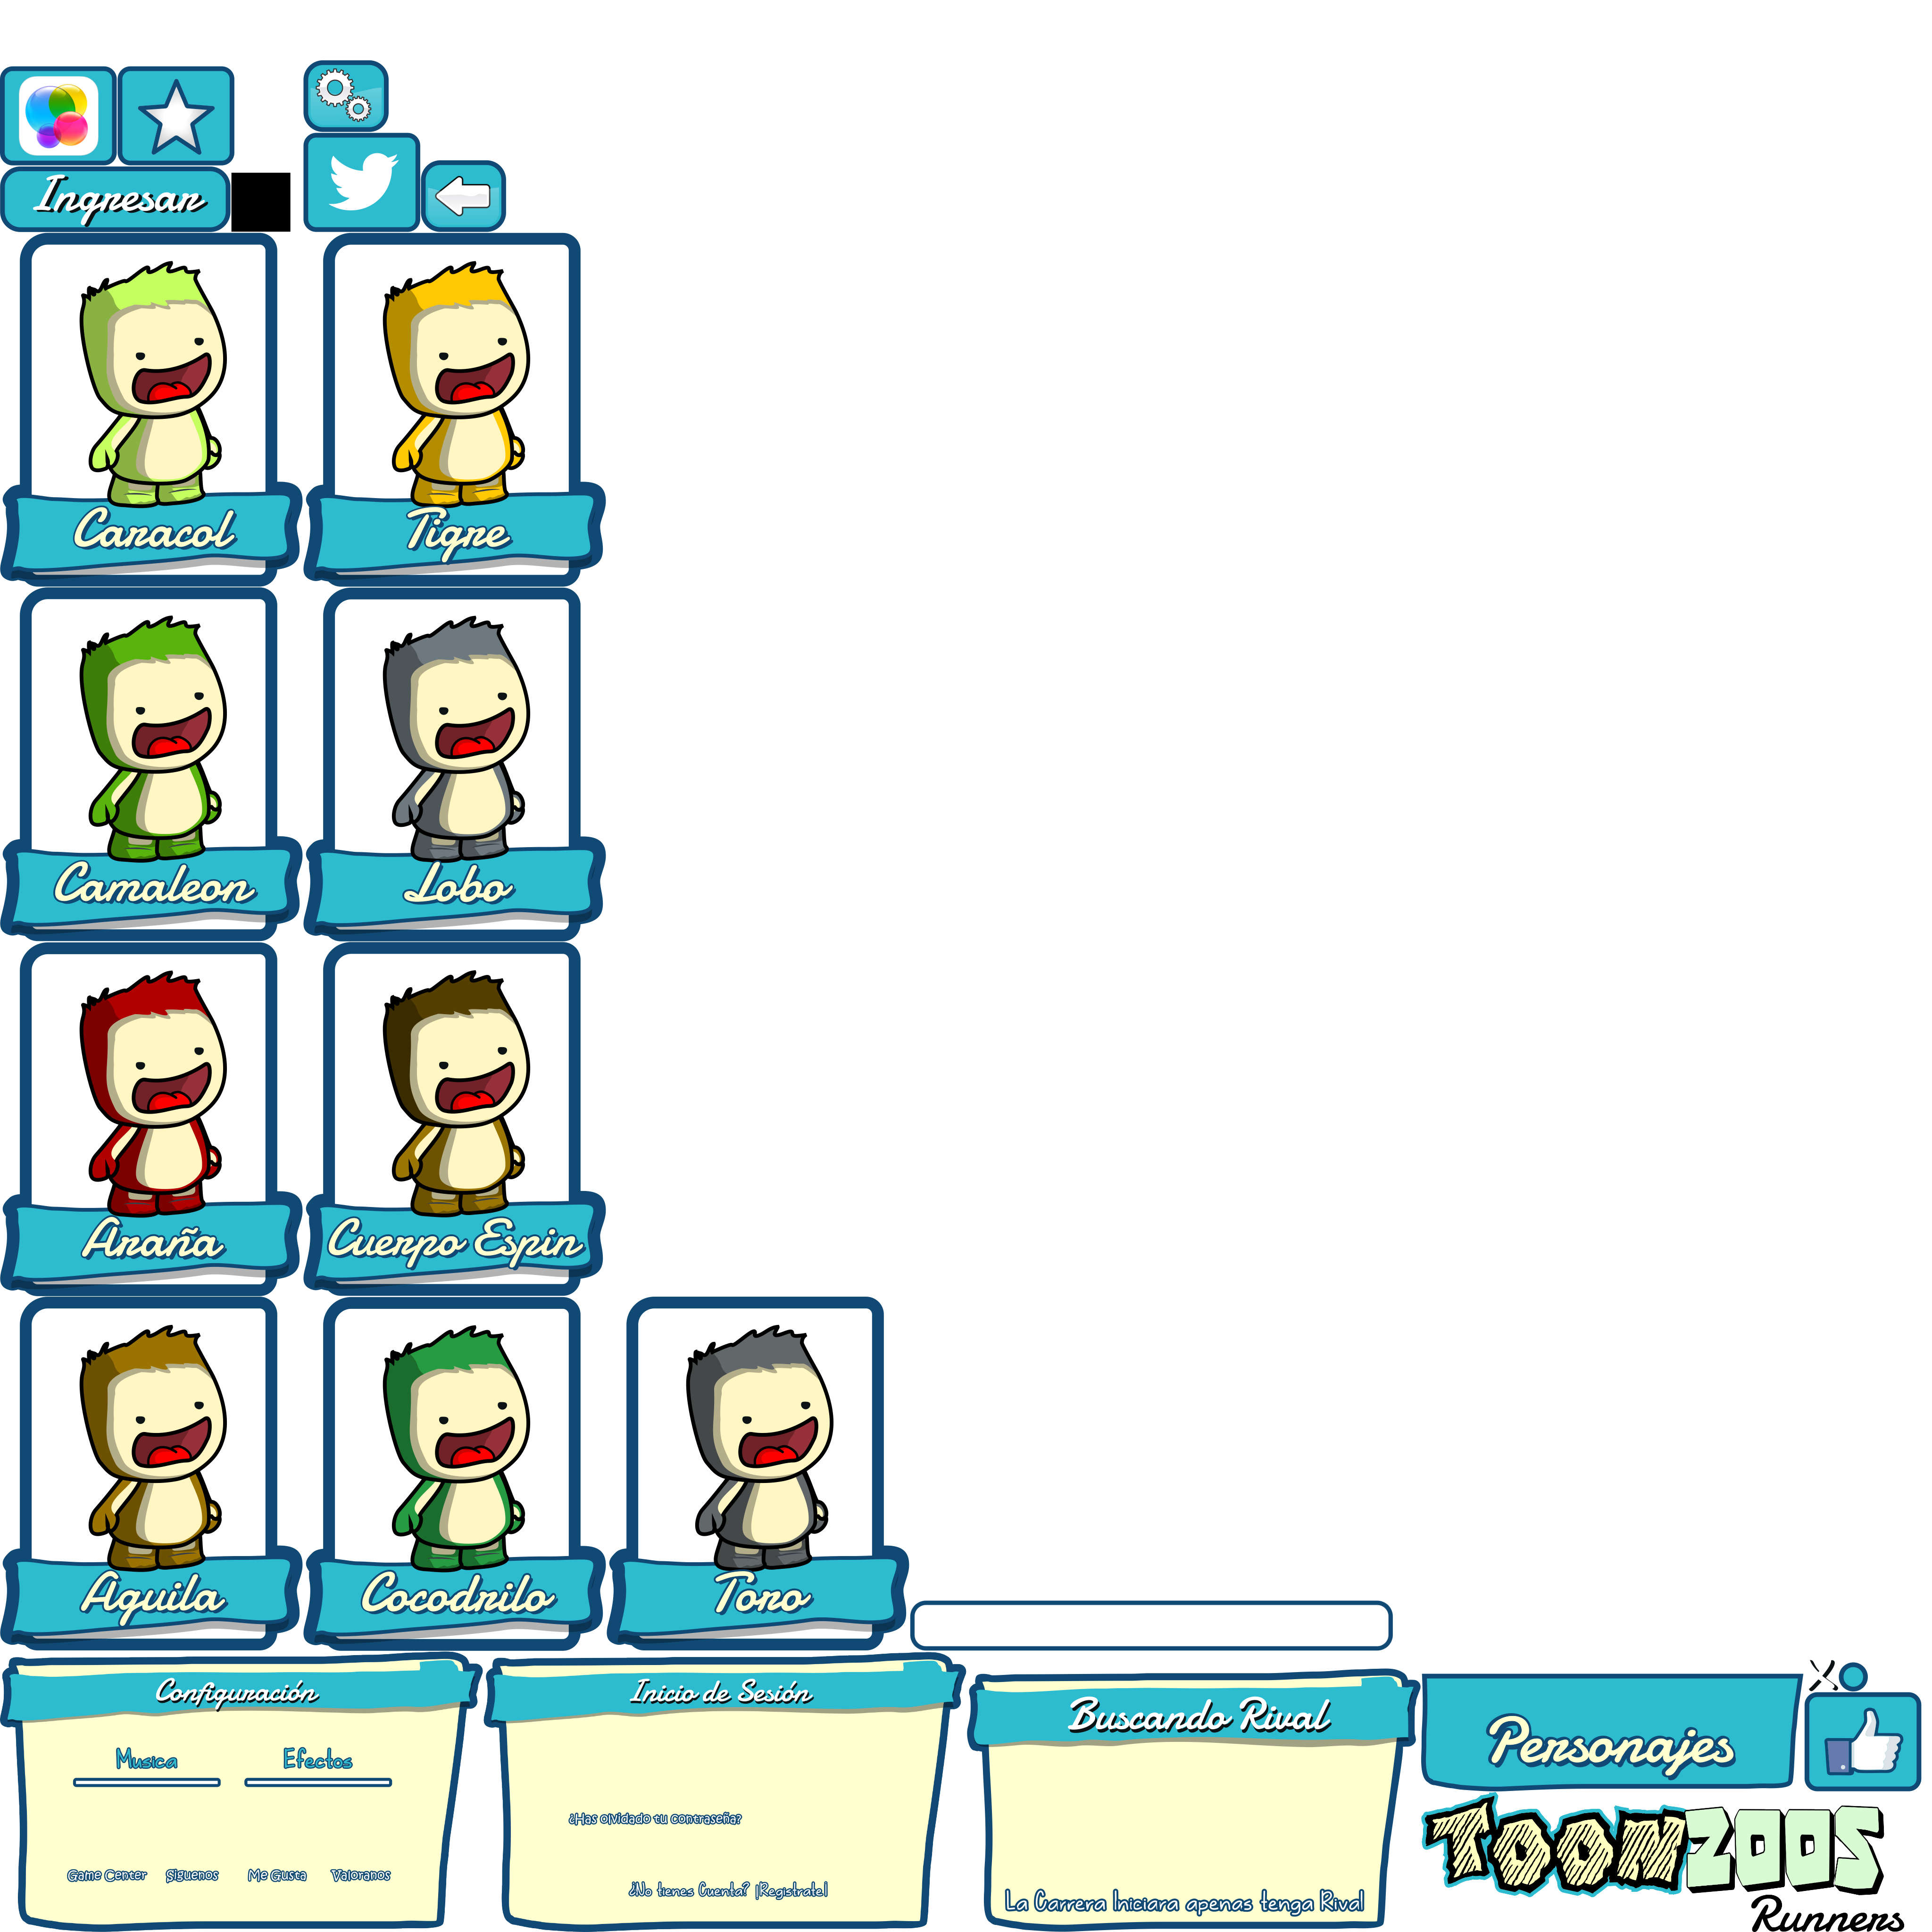 Ingresar
Caracol
Tigre
Camaleon
Lobo
Araña
Cuerpo Espin
Aguila
Cocodrilo
Toro
Configuración
Musica
Efectos
Game Center
Siguenos
Me Gusta
Valoranos
Inicio de Sesión
¿Has olvidado tu contraseña?
¿No tienes Cuenta? ¡Registrate!
Buscando Rival
La Carrera Iniciara apenas tenga Rival
Personajes
X
TOONZOOS
Runners